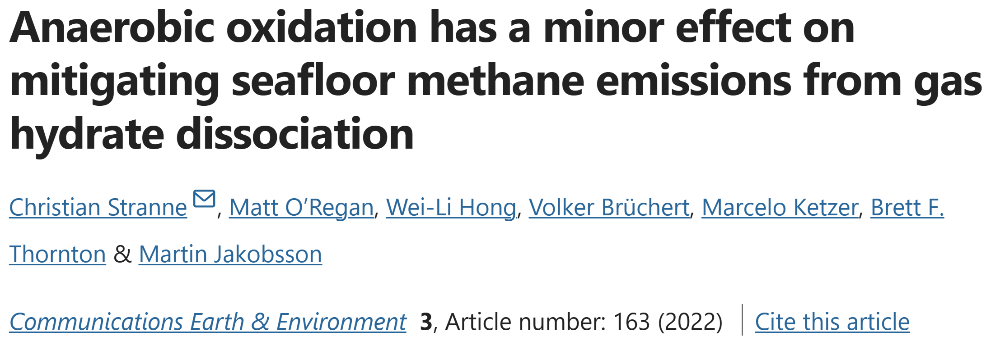 Anaerobic oxidation has a minor effect on
mitigating seafloor methane emissions from gas
hydrate dissociation
Christian Stranne, Matt O’Regan, Wei-Li Hong, Volker Brüchert, Marcelo Ketzer, Brett F.
Thornton & Martin Jakobsson
Communications Earth & Environment 3, Article number: 163 (2022) Cite this article